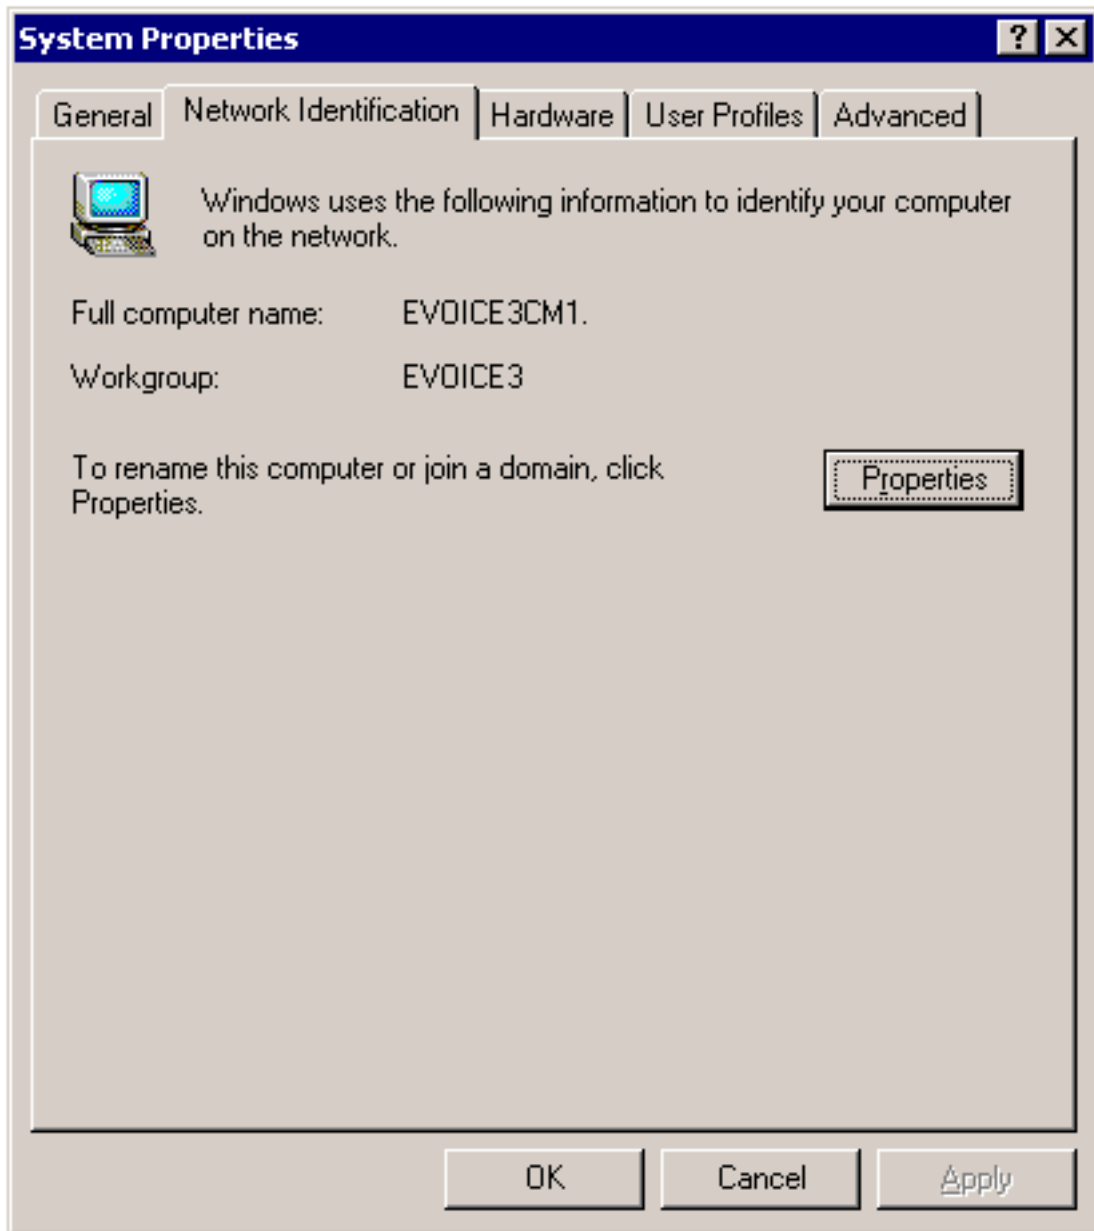 System Properties
General Network Identification Hardware User Profiles Advanced
Windows uses the following information to identify your computer
on the network.
Full computer name: EVOICE3CM1.
Workgroup: EVOICE3
To rename this computer or join a domain, click
Properties.
Properties
OK Cancel Apply